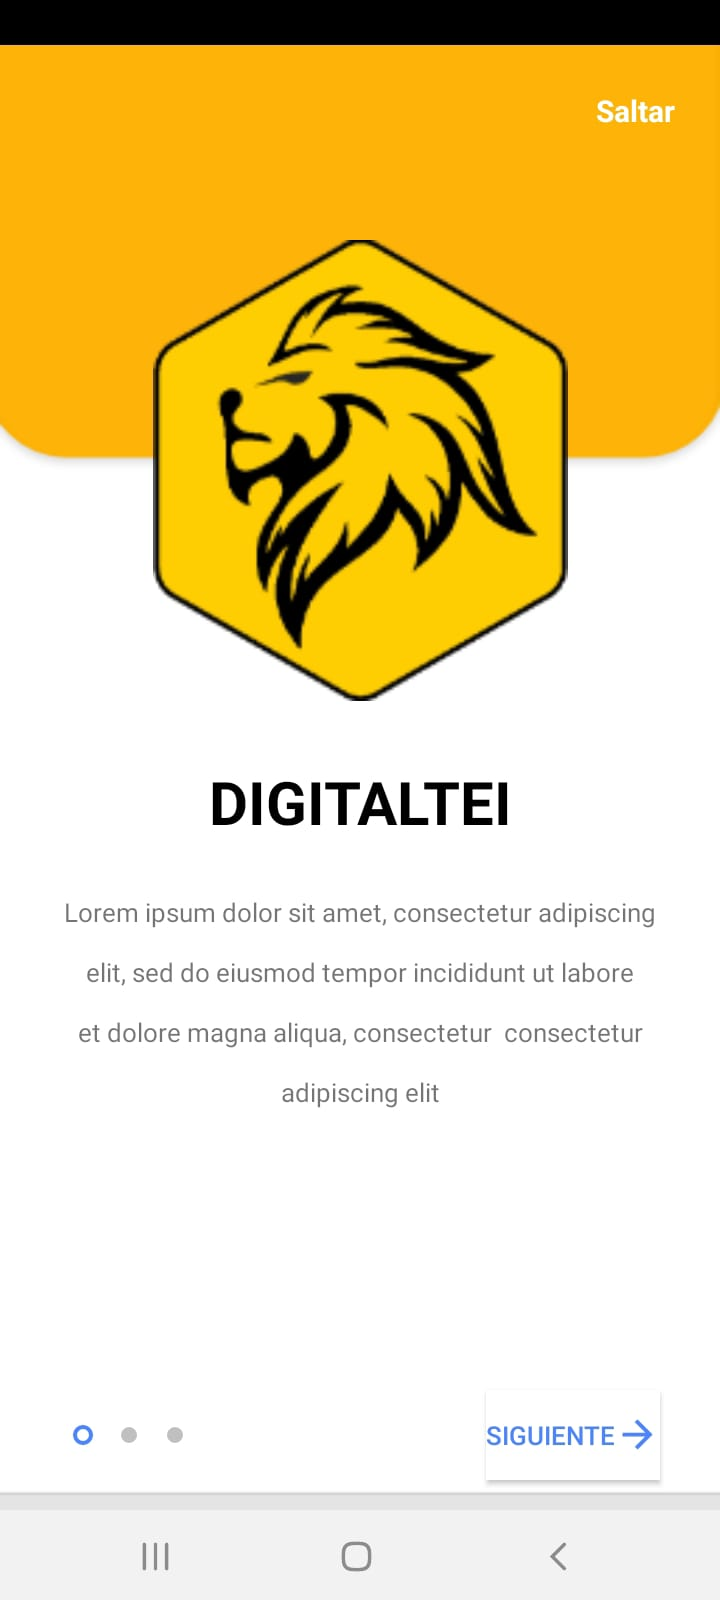 Saltar
DIGITALTEI
Lorem ipsum dolor sit amet, consectetur adipiscing
elit, sed do eiusmod tempor incididunt ut labore
et dolore magna aliqua, consectetur  consectetur
adipiscing elit
SIGUIENTE